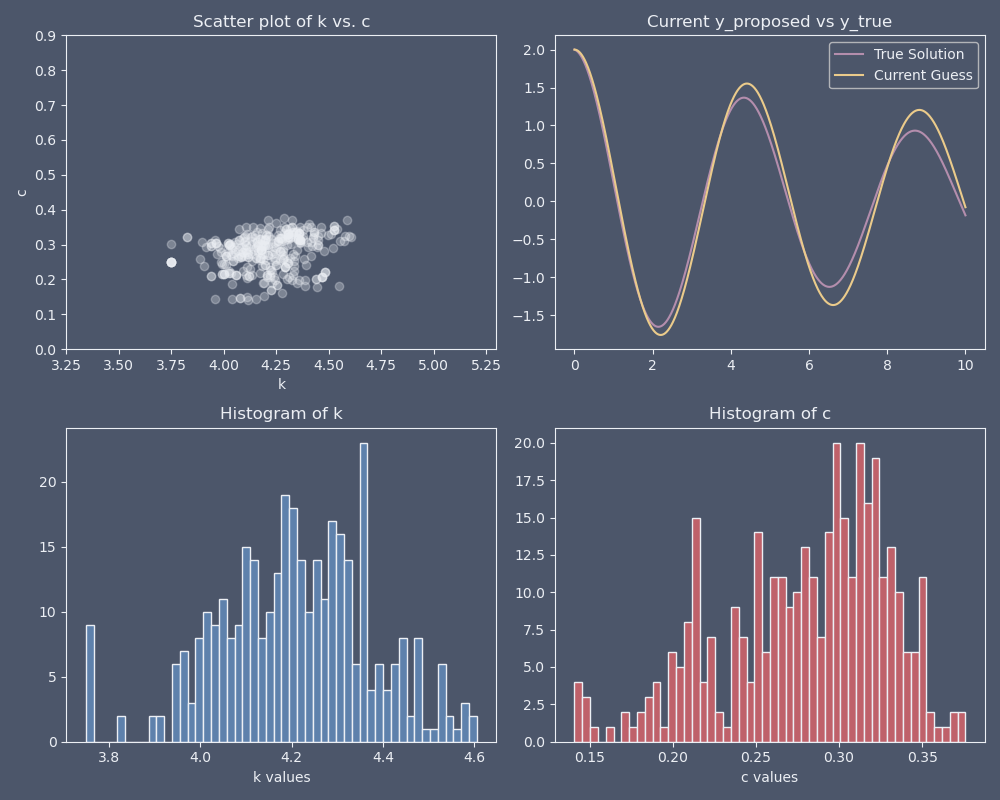 Scatter plot of k vs. c
0.9
0.8
0.7
0.6
0.5
0.4
0.3
0.2
0.1
0.0
c
3.25 3.50 3.75 4.00 4.25 4.50 4.75 5.00 5.25
k
Current y_proposed vs y_true
True Solution
Current Guess
2.0
1.5
1.0
0.5
0.0
−0.5
−1.0
−1.5
0 2 4 6 8 10
Histogram of k
20
15
10
5
0
3.8 4.0 4.2 4.4 4.6
k values
Histogram of c
20.0
17.5
15.0
12.5
10.0
7.5
5.0
2.5
0.0
0.15 0.20 0.25 0.30 0.35
c values